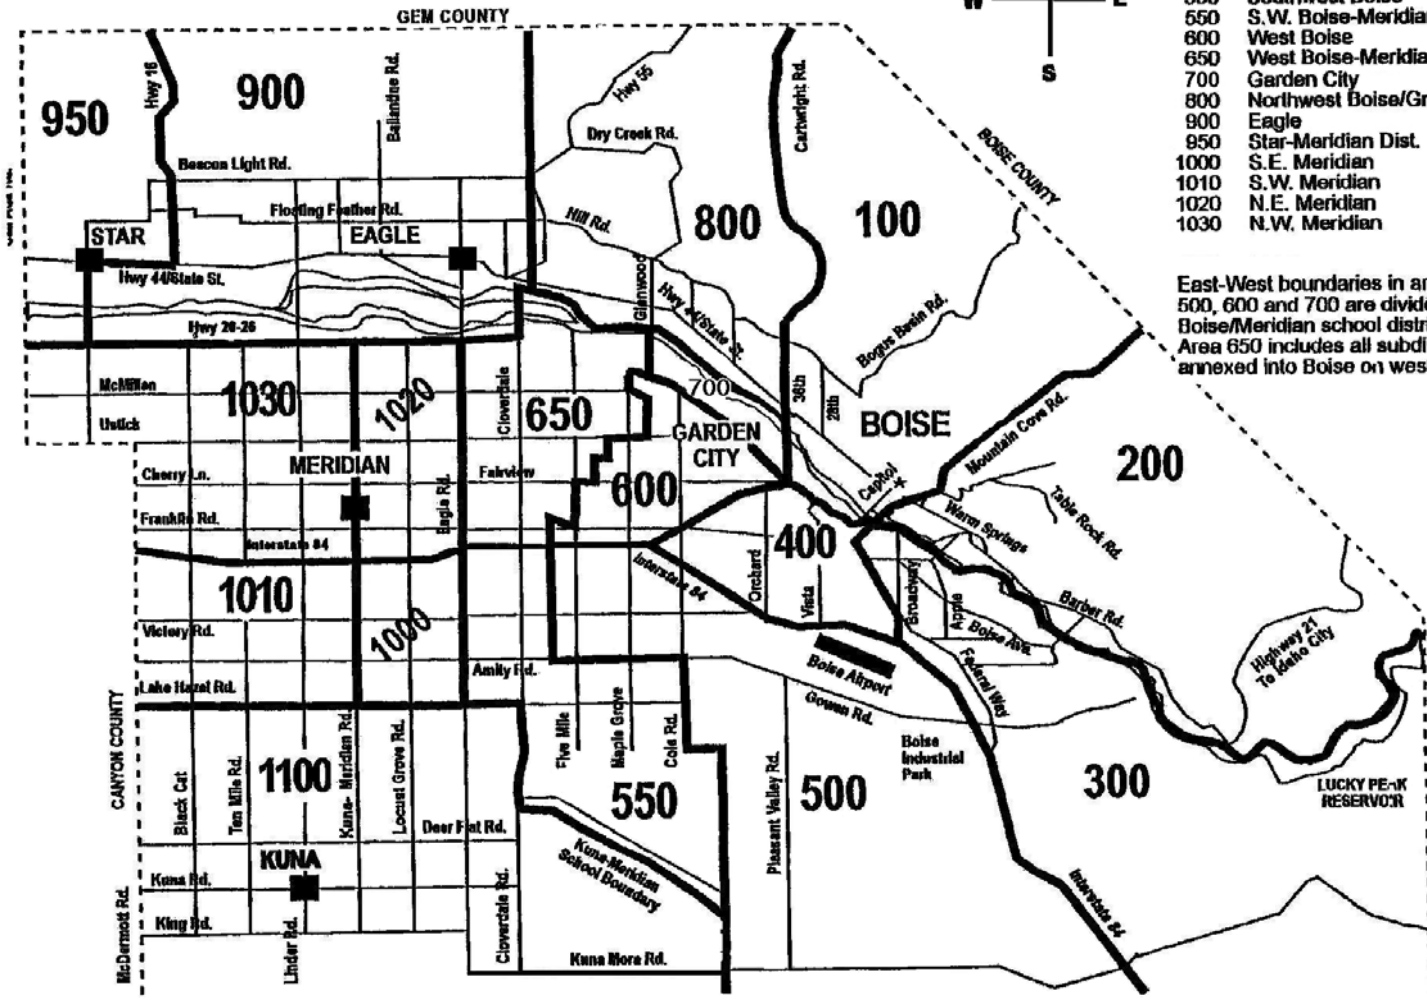 GEM COUNTY
W
E
S
550 S.W. Boise-Meridia
600 West Boise
650 West Boise-Meridia
700 Garden City
800 Northwest Boise/Gr
900 Eagle
950 Star-Meridian Dist.
1000 S.E. Meridian
1010 S.W. Meridian
1020 N.E. Meridian
1030 N.W. Meridian
East-West boundaries in ar
500, 600 and 700 are divide
Boise/Meridian school distri
Area 650 includes all subdi
annexed into Boise on wes
950
Hwy 16
900
Ballantine Rd.
Hwy 55
Cartwright Rd.
Dry Creek Rd.
BOISE COUNTY
Beacon Light Rd.
Floating Feather Rd.
Hill Rd.
800
100
STAR
EAGLE
Hwy 44/State St.
Glenwood
Hwy 44/State St.
Bogus Basin Rd.
Hwy 20-26
McMillan
1030
1020
Cloverdale
650
700
36th
28th
BOISE
Ustick
GARDEN
CITY
Mountain Cove Rd.
200
Cherry Ln.
MERIDIAN
Eagle Rd.
Fairview
600
Capitol
Table Rock Rd.
Franklin Rd.
Warm Springs
Interstate 84
Interstate 84
400
Orchard
Vista
Broadway
Apple
Boise Ave.
Barber Rd.
1010
1000
Victory Rd.
Highway 21
To Idaho City
Amity Rd.
Boise Airport
Federal Way
Lake Hazel Rd.
Gowen Rd.
CANYON COUNTY
Black Cat
Ten Mile Rd.
1100
Kuna-Meridian Rd.
Locust Grove Rd.
Five Mile
Maple Grove
Cole Rd.
Pleasant Valley Rd.
Boise
Industrial
Park
550
500
300
LUCKY PEAK
RESERVOIR
Deer Flat Rd.
Kuna-Meridian
School Boundary
KUNA
Kuna Rd.
Cloverdale Rd.
Interstate 84
McDermott Rd.
King Rd.
Linder Rd.
Kuna Mora Rd.